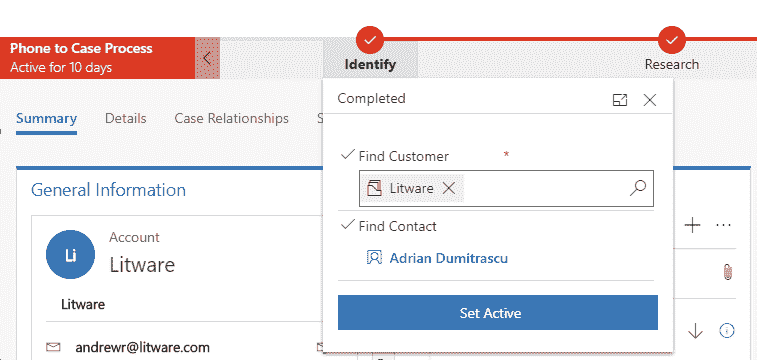 Phone to Case Process
Active for 10 days
Identify
Research
Completed
Summary
Details
Case Relationships
S
Find Customer *
Litware
General Information
Find Contact
Adrian Dumitrascu
Li
Account
Litware
Litware
Set Active
andrewr@litware.com